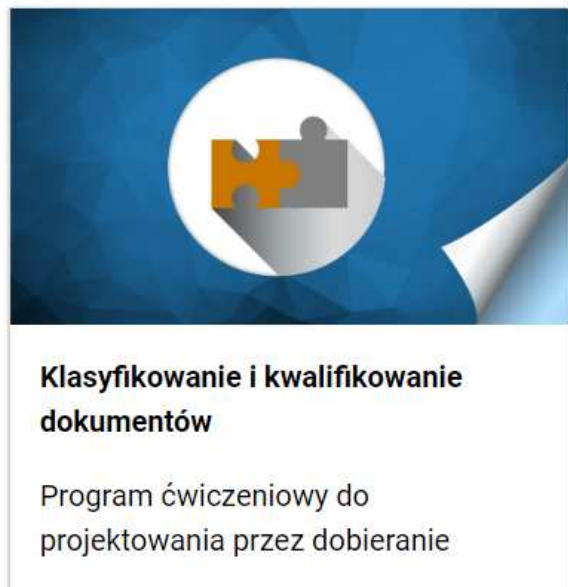 Klasyfikowanie i kwalifikowanie
dokumentów
Program ćwiczeniowy do
projektowania przez dobieranie